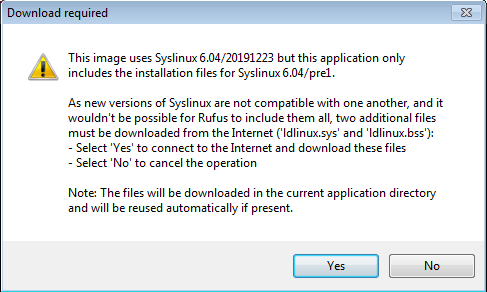 Download required
This image uses Syslinux 6.04/20191223 but this application only
includes the installation files for Syslinux 6.04/pre1.
As new versions of Syslinux are not compatible with one another, and it
wouldn't be possible for Rufus to include them all, two additional files
must be downloaded from the Internet ('ldlinux.sys' and 'ldlinux.bss'):
- Select 'Yes' to connect to the Internet and download these files
- Select 'No' to cancel the operation
Note: The files will be downloaded in the current application directory
and will be reused automatically if present.
Yes
No